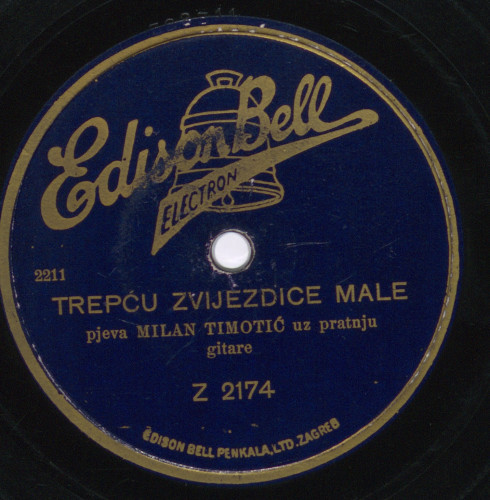 Edison Bell
ELECTRON
2211
TREPĆU ZVIJEZDICE MALE
pjeva MILAN TIMOTIĆ uz pratnju
gitare
Z 2174
EDISON BELL PENKALA, LTD. ZAGREB